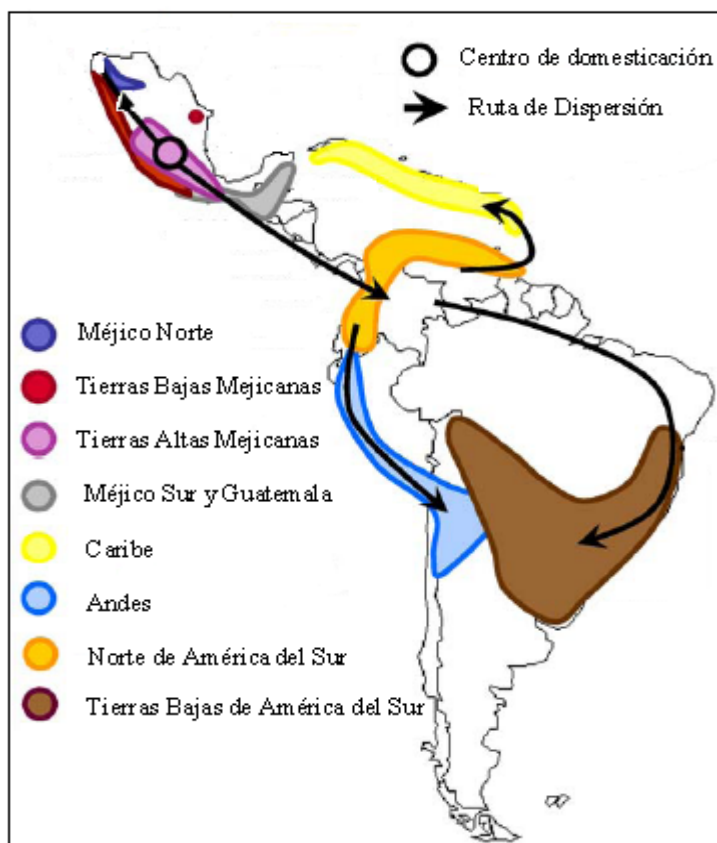 Centro de domesticación
Ruta de Dispersión
Méjico Norte
Tierras Bajas Mejicanas
Tierras Altas Mejicanas
Méjico Sur y Guatemala
Caribe
Andes
Norte de América del Sur
Tierras Bajas de América del Sur